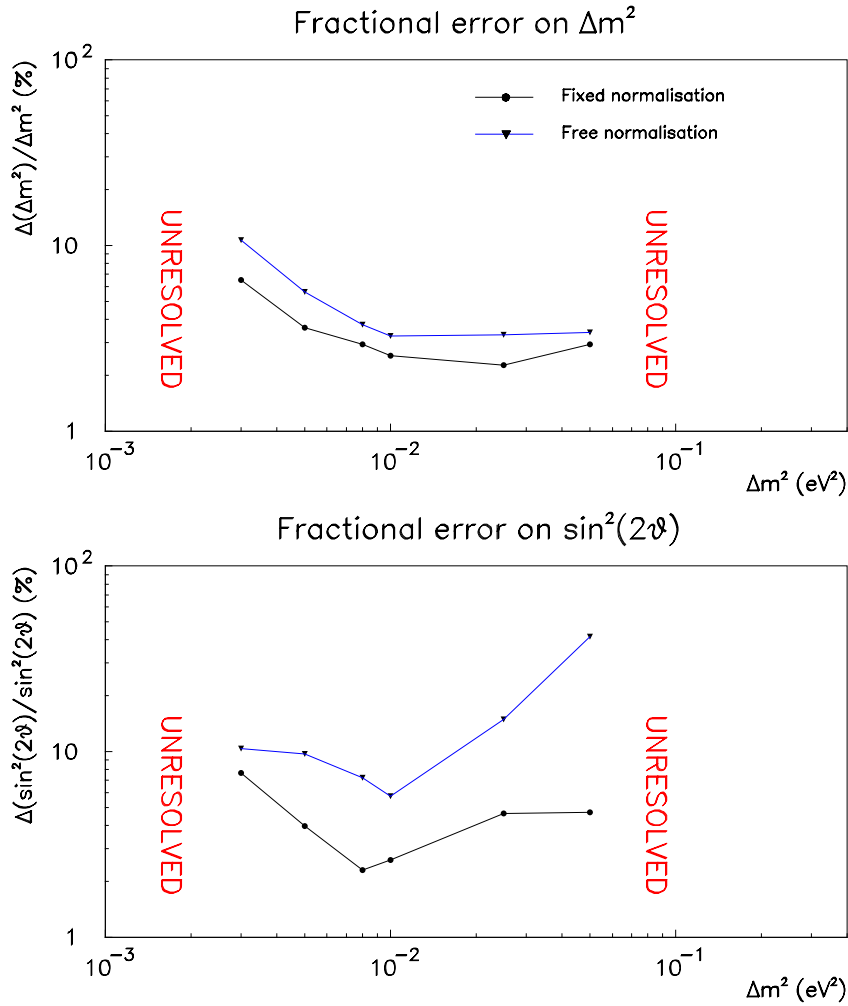 Fractional error on Δm²
Δ(Δm²)/Δm² (%)
10²
10
1
Fixed normalisation
Free normalisation
UNRESOLVED
UNRESOLVED
10⁻³
10⁻²
10⁻¹
Δm² (eV²)
Fractional error on sin²(2ϑ)
Δ(sin²(2ϑ)/sin²(2ϑ) (%)
10²
10
1
UNRESOLVED
UNRESOLVED
10⁻³
10⁻²
10⁻¹
Δm² (eV²)